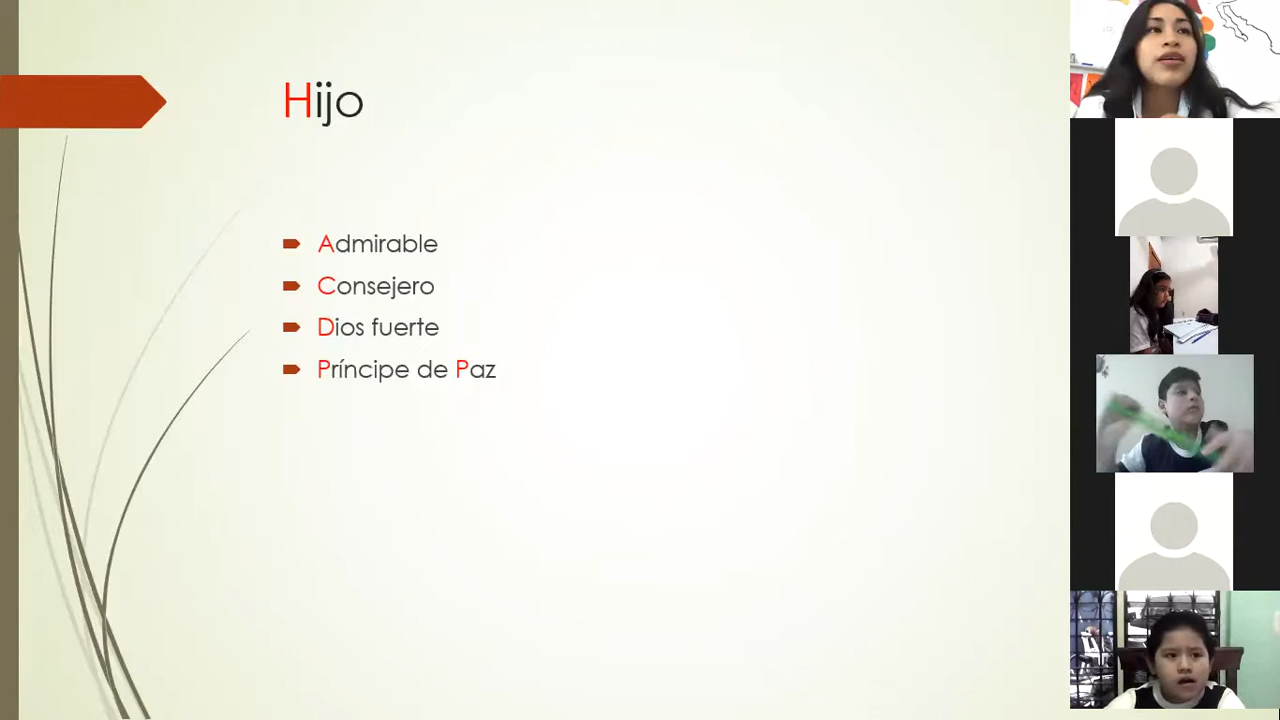 Hijo
Admirable
Consejero
Dios fuerte
Príncipe de Paz